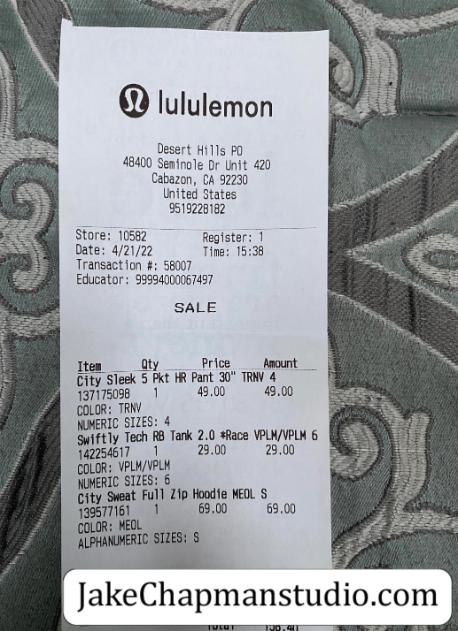 lululemon
Desert Hills PO
48400 Seminole Dr Unit 420
Cabazon, CA 92230
United States
9519228182
Store: 10582 Register: 1
Date: 4/21/22 Time: 15:38
Transaction #: 58007
Educator: 99994000067497
SALE
Item Qty Price Amount
City Sleek 5 Pkt HR Pant 30" TRNV 4
137175098 1 49.00 49.00
COLOR: TRNV
NUMERIC SIZES: 4
Swiftly Tech RB Tank 2.0 *Race VPLM/VPLM 6
142254617 1 29.00 29.00
COLOR: VPLM/VPLM
NUMERIC SIZES: 6
City Sweat Full Zip Hoodie MEOL S
139577161 1 69.00 69.00
COLOR: MEOL
ALPHANUMERIC SIZES: S
JakeChapmanstudio.com